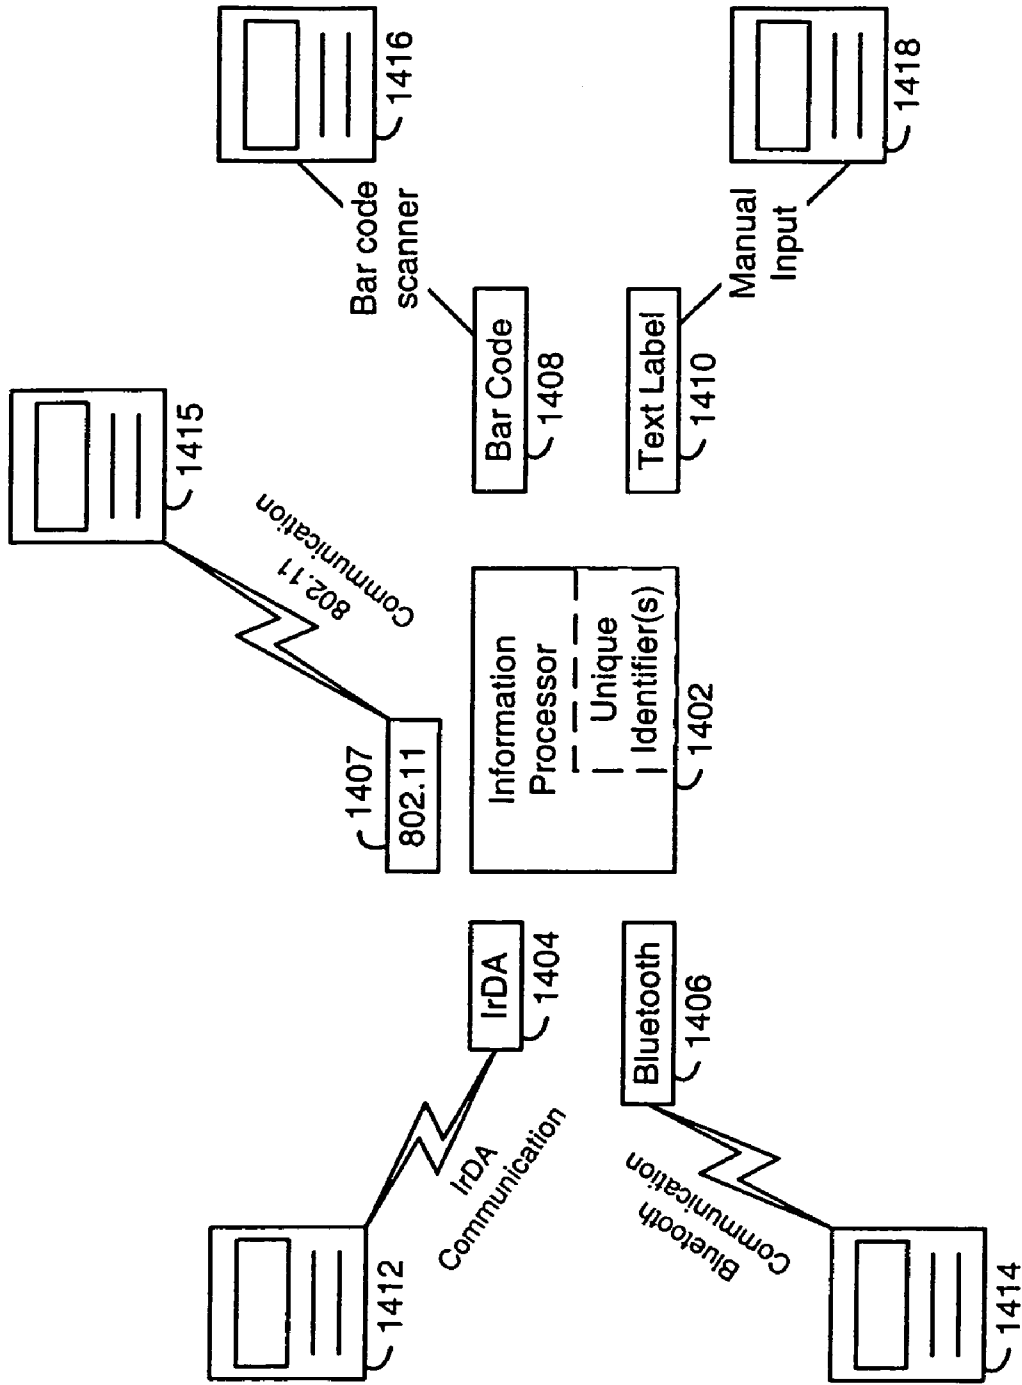 1412
IrDA
Communication
IrDA
1404
1407
802.11
802.11
Communication
1415
Bar code
scanner
1416
Bar Code
1408
Information
Processor
Unique
Identifier(s)
1402
Text Label
1410
Manual
Input
1418
Bluetooth
1406
Bluetooth
Communication
1414